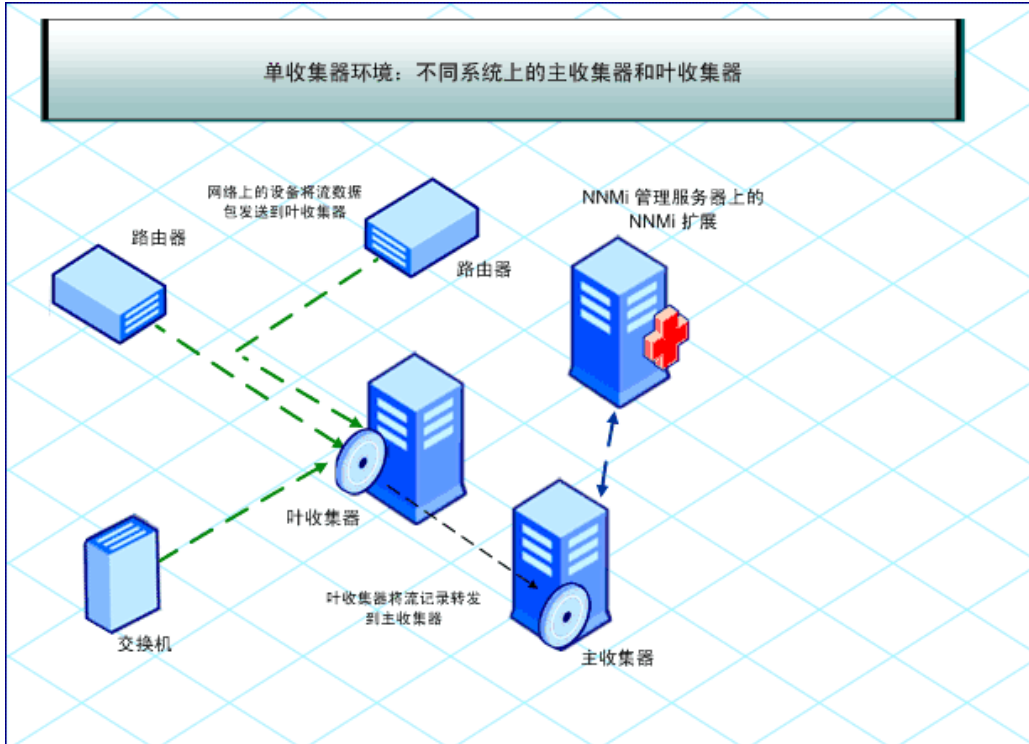 单收集器环境：不同系统上的主收集器和叶收集器
网络上的设备将流数据
包发送到叶收集器
NNMi 管理服务器上的
NNMi 扩展
路由器
路由器
叶收集器
叶收集器将流记录转发
到主收集器
交换机
主收集器